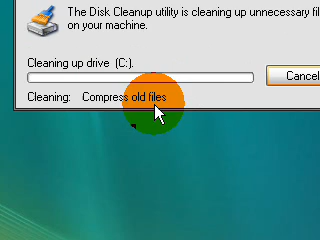 The Disk Cleanup utility is cleaning up unnecessary
on your machine.
Cleaning up drive (C:).
Cancel
Cleaning: Compress old files